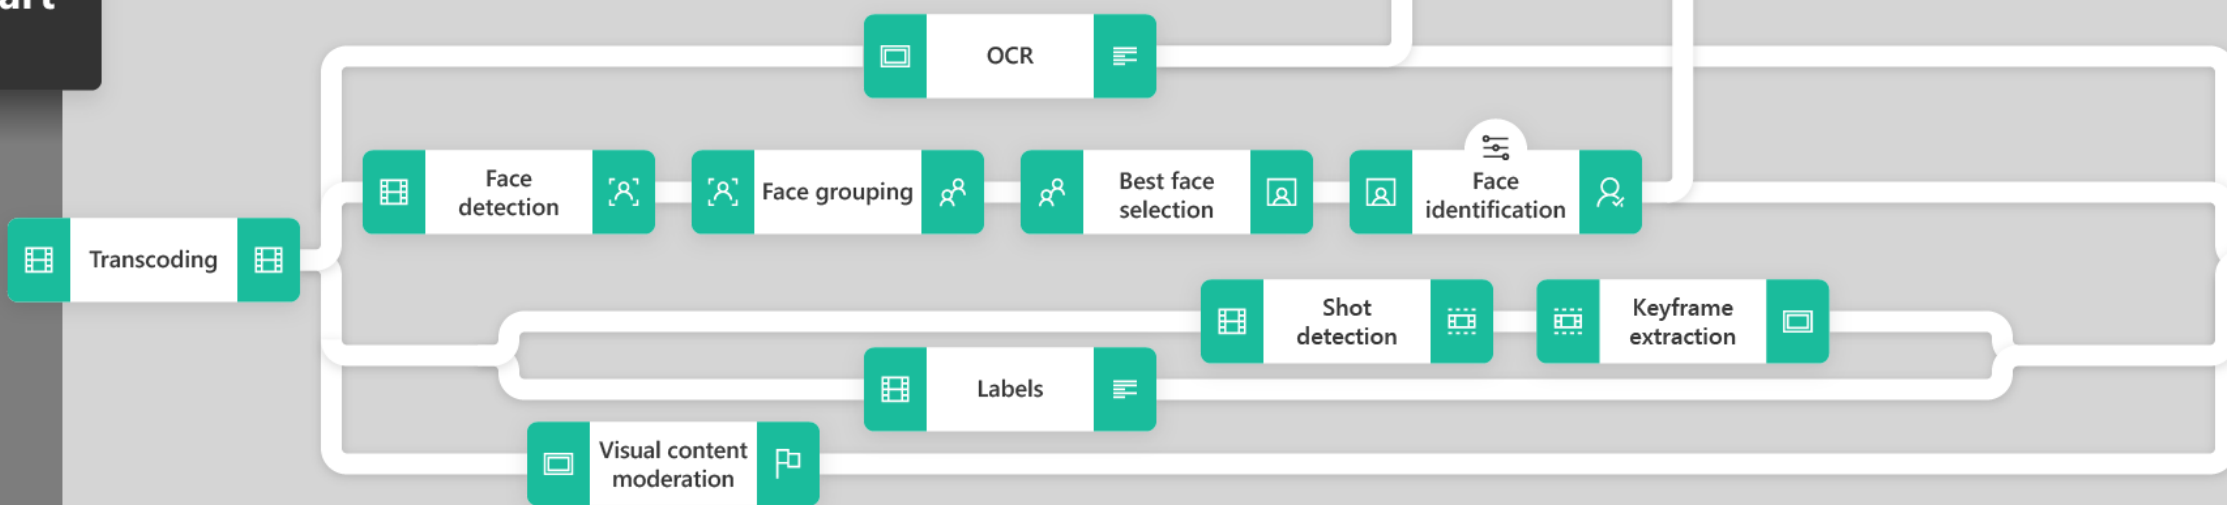 art
OCR
Face
detection
Face grouping
Best face
selection
Face
identification
Transcoding
Shot
detection
Keyframe
extraction
Labels
Visual content
moderation